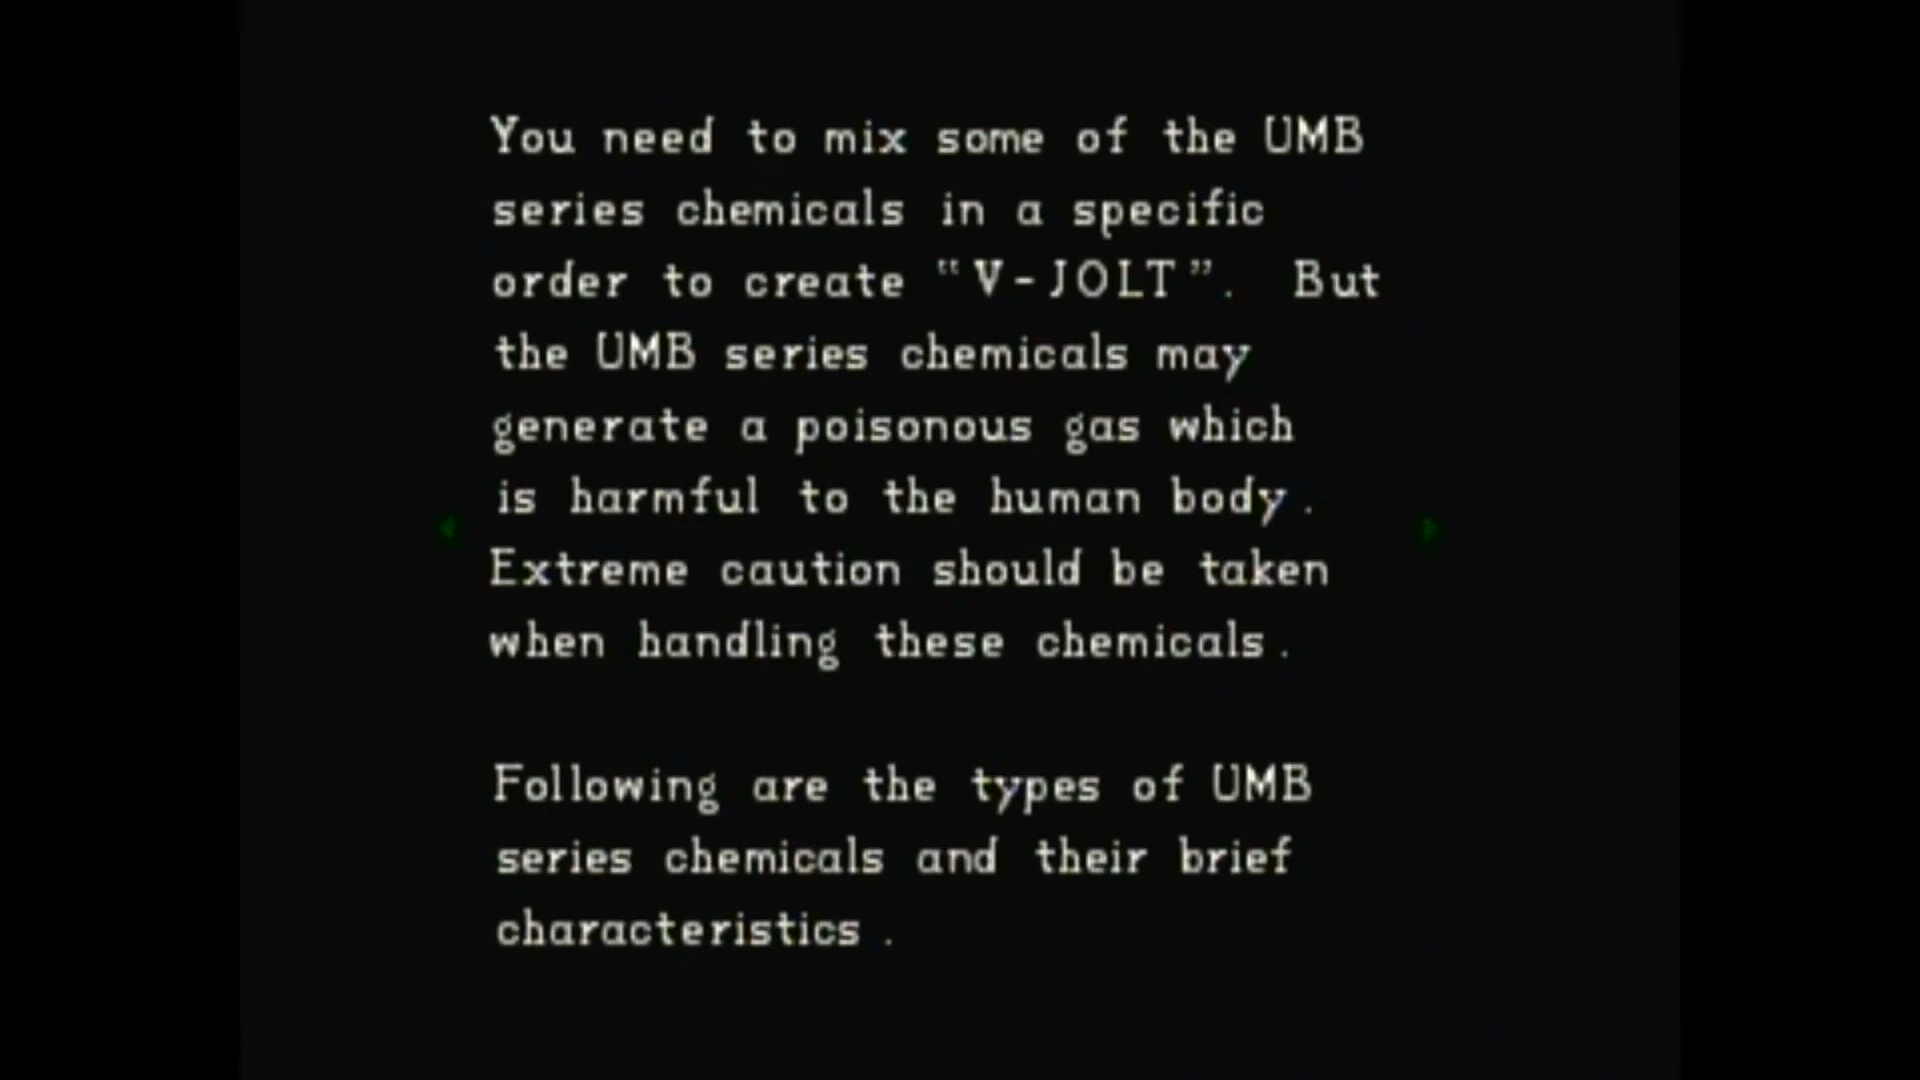 You need to mix some of the UMB
series chemicals in a specific
order to create “V-JOLT”. But
the UMB series chemicals may
generate a poisonous gas which
is harmful to the human body.
Extreme caution should be taken
when handling these chemicals.
Following are the types of UMB
series chemicals and their brief
characteristics.